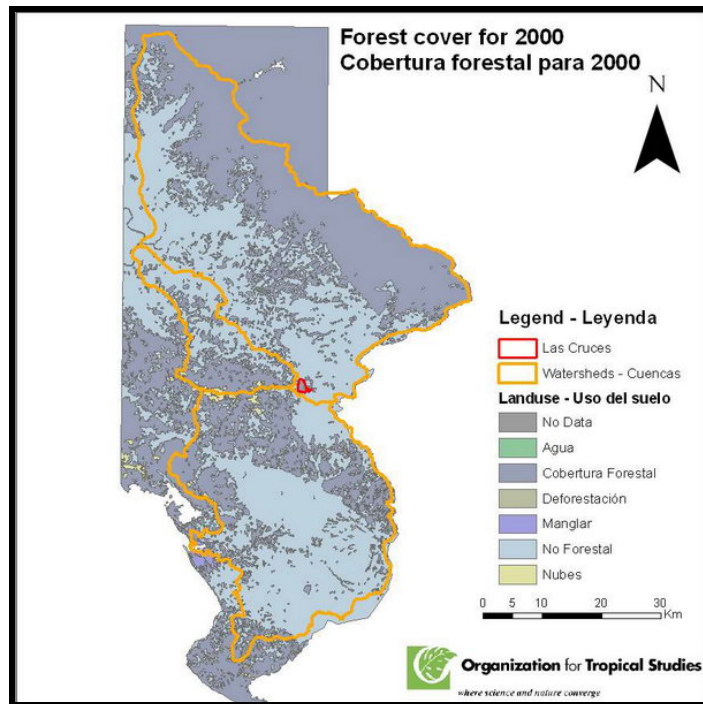 Forest cover for 2000
Cobertura forestal para 2000
N
Legend - Leyenda
Las Cruces
Watersheds - Cuencas
Landuse - Uso del suelo
No Data
Agua
Cobertura Forestal
Deforestación
Manglar
No Forestal
Nubes
0 5 10 20 30
Km
Organization for Tropical Studies
where science and nature converge